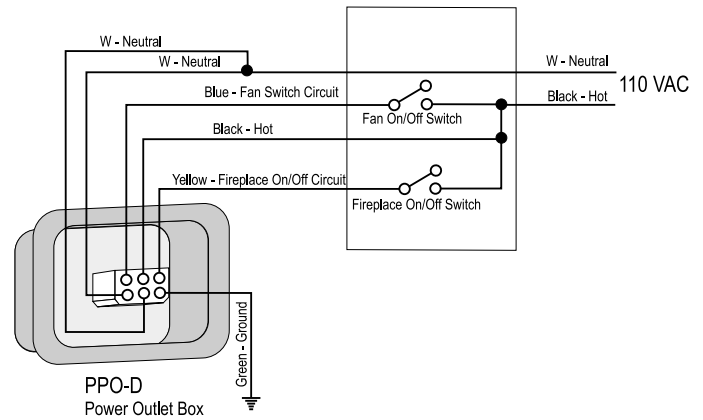 W - Neutral
W - Neutral
W - Neutral
110 VAC
Blue - Fan Switch Circuit
Black - Hot
Fan On/Off Switch
Black - Hot
Yellow - Fireplace On/Off Circuit
Fireplace On/Off Switch
Green - Ground
PPO-D
Power Outlet Box